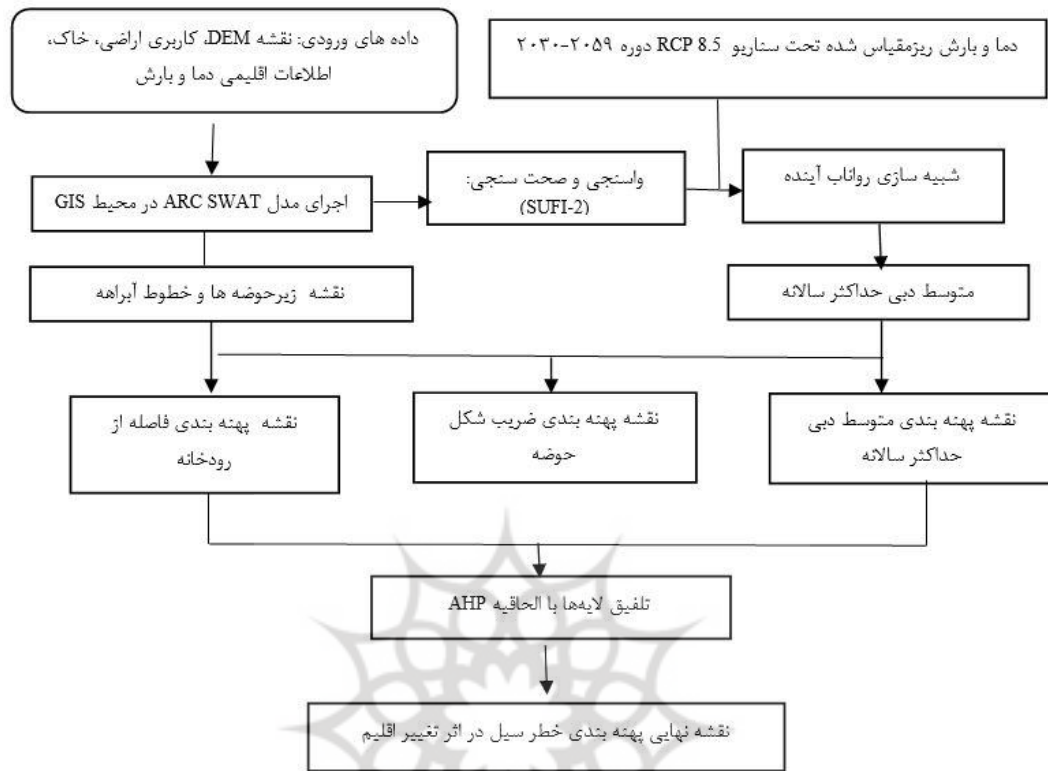 داده های ورودی: نقشه DEM، کاربری اراضی، خاک،
اطلاعات اقلیمی دما و بارش
دما و بارش ریزمقیاس شده تحت سناریو RCP 8.5 دوره ۲۰۵۹-۲۰۳۰
اجرای مدل ARC SWAT در محیط GIS
واسنجی و صحت سنجی:
(SUFI-2)
شبیه سازی رواناب آینده
نقشه زیرحوضه ها و خطوط آبراهه
متوسط دبی حداکثر سالانه
نقشه پهنه بندی فاصله از
رودخانه
نقشه پهنه بندی ضریب شکل
حوضه
نقشه پهنه بندی متوسط دبی
حداکثر سالانه
تلفیق لایه‌ها با الحاقیه AHP
نقشه نهایی پهنه بندی خطر سیل در اثر تغییر اقلیم